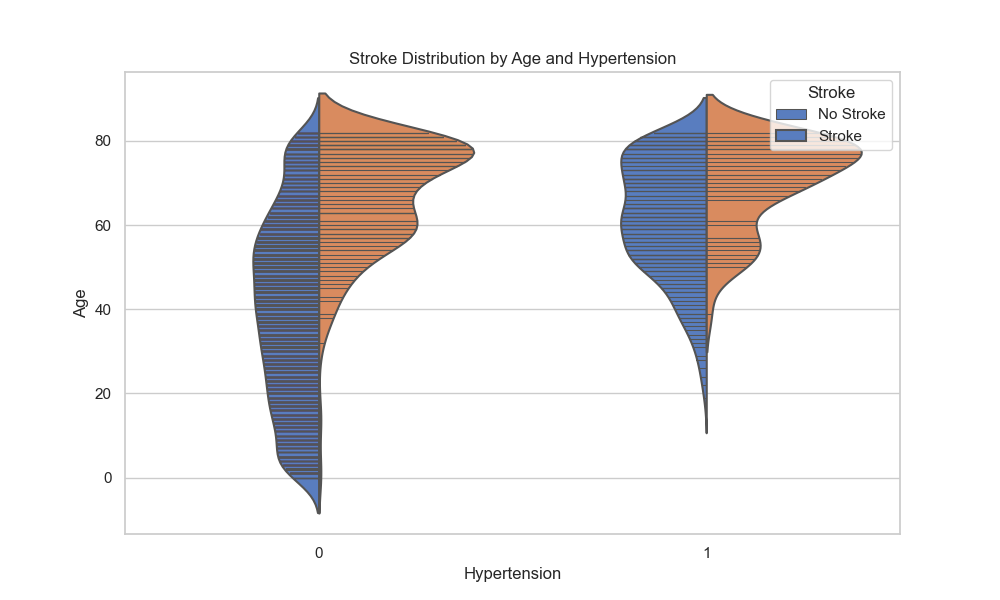 Stroke Distribution by Age and Hypertension
Stroke
No Stroke
Stroke
80
60
40
20
0
Age
0
1
Hypertension